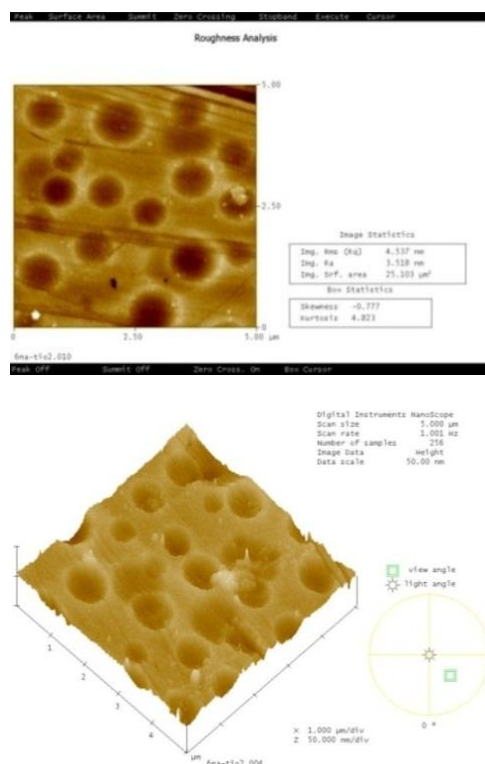 Peak Surface Area Summit Zero Crossing Stopband Execute Cursor
Roughness Analysis
5.00
2.50
0
0 2.50 5.00 µm
Image Statistics
Img. Rms (Rq) 4.537 nm
Img. Ra 3.518 nm
Img. Srf. area 25.103 µm²
Box Statistics
Skewness -0.777
Kurtosis 4.823
6na-tio2.010
Peak Off Summit Off Zero Cross. On Box Cursor
Digital Instruments NanoScope
Scan size 5.000 µm
Scan rate 1.001 Hz
Number of samples 256
Image Data Height
Data scale 50.00 nm
view angle
light angle
1
2
3
4
µm
X 1.000 µm/div
Z 50.000 nm/div
0 °
6na-tio2.004